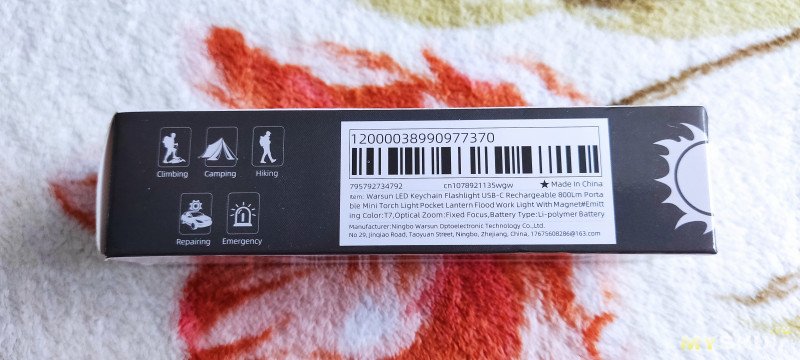 Climbing
Camping
Hiking
Repairing
Emergency
12000038990977370
795792734792
cn1078921135wgw
★ Made in China
Item: Warsun LED Keychain Flashlight USB-C Rechargeable 800Lm Porta
ble Mini Torch Light Pocket Lantern Flood Work Light With Magnet#Emitt
ing Color:T7,Optical Zoom:Fixed Focus,Battery Type:Li-polymer Battery
Manufacturer:Ningbo Warsun Optoelectronic Technology Co.,Ltd.
No.29, Jinqiao Road, Taoyuan Street, Ningbo, Zhejiang, China, 17675608286@163.com